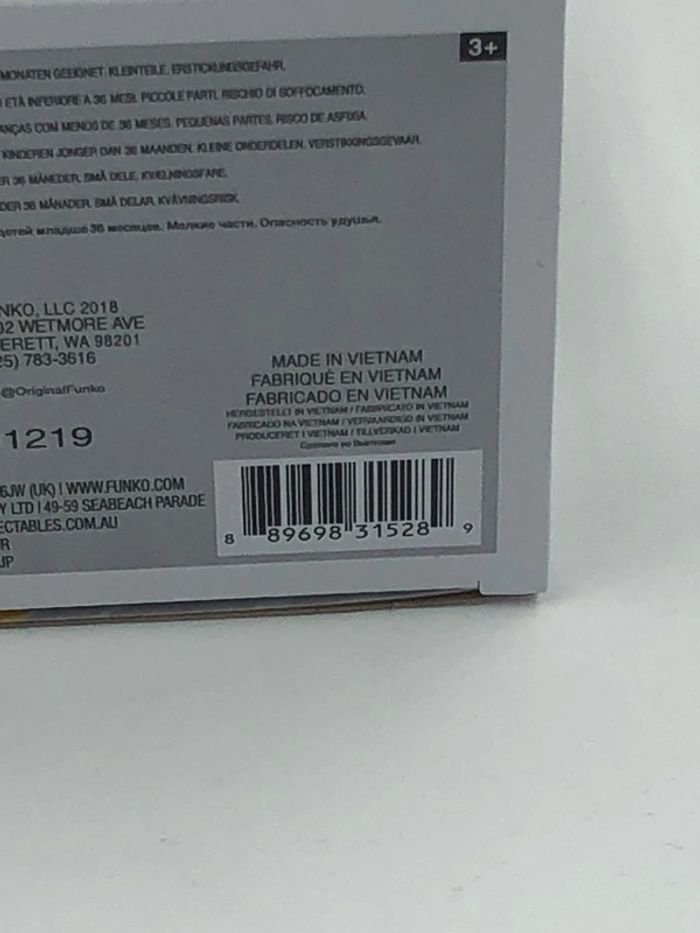 3+
MONATEN GEEIGNET. KLEINTEILE. ERSTICKUNGSGEFAHR.
ETÀ INFERIORE A 36 MESI. PICCOLE PARTI. RISCHIO DI SOFFOCAMENTO.
ANÇAS COM MENOS DE 36 MESES. PEQUENAS PARTES. RISCO DE ASFIXIA.
KINDEREN JONGER DAN 36 MAANDEN. KLEINE ONDERDELEN. VERSTIKKINGSGEVAAR.
ER 36 MÅNEDER. SMÅ DELE. KVÆLNINGSFARE.
DER 36 MÅNADER. SMÅ DELAR. KVÄVNINGSRISK.
детей младше 36 месяцев. Мелкие части. Опасность удушья.
NKO, LLC 2018
02 WETMORE AVE
ERETT, WA 98201
25) 783-3616
@OriginalFunko
1219
MADE IN VIETNAM
FABRIQUÉ EN VIETNAM
FABRICADO EN VIETNAM
HERGESTELLT IN VIETNAM / FABBRICATO IN VIETNAM
FABRICADO NA VIETNAM / VERVAARDIGD IN VIETNAM
PRODUCERET I VIETNAM / TILLVERKAD I VIETNAM
Сделано во Вьетнаме
6JW (UK) | WWW.FUNKO.COM
Y LTD | 49-59 SEABEACH PARADE
ECTABLES.COM.AU
R
JP
8 89698 31528 9